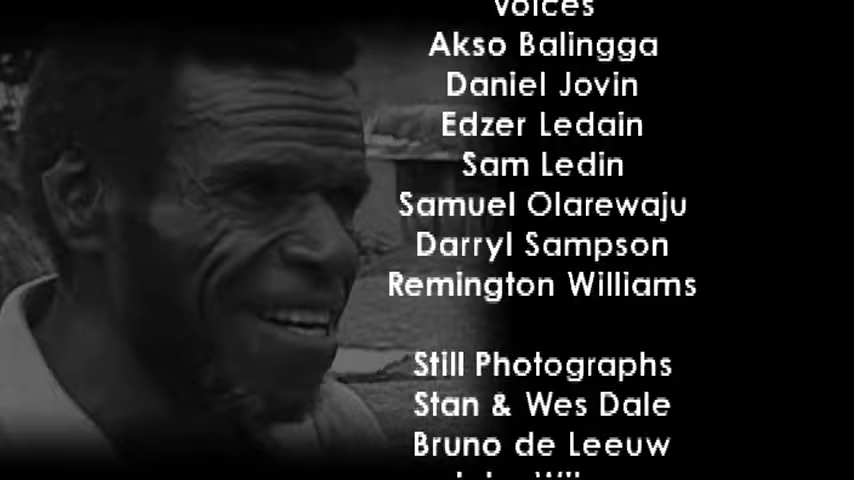 Voices
Akso Balingga
Daniel Jovin
Edzer Ledain
Sam Ledin
Samuel Olarewaju
Darryl Sampson
Remington Williams
Still Photographs
Stan & Wes Dale
Bruno de Leeuw